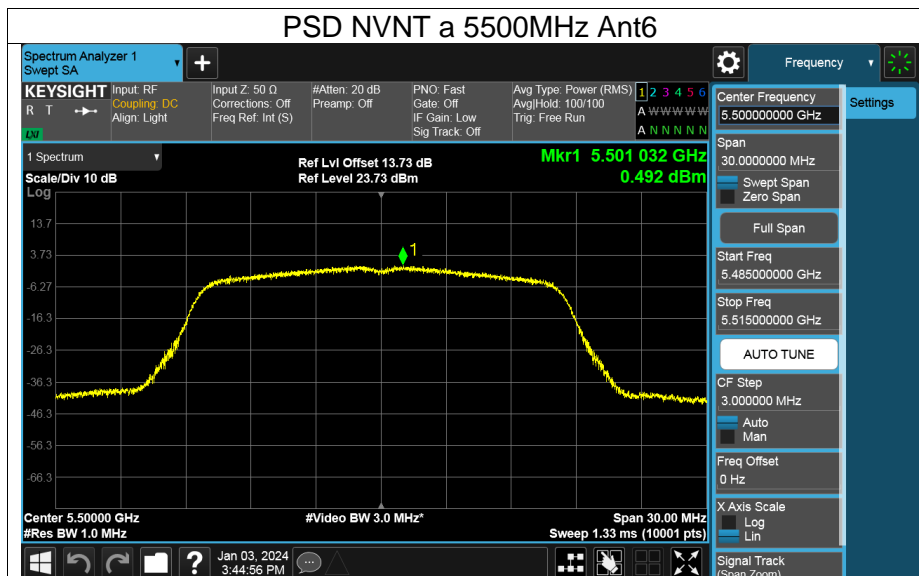 PSD NVNT a 5500MHz Ant6
Spectrum Analyzer 1
Swept SA
+
Frequency
KEYSIGHT
R T
LXI
Input: RF
Coupling: DC
Align: Light
Input Z: 50 Ω
Corrections: Off
Freq Ref: Int (S)
#Atten: 20 dB
Preamp: Off
PNO: Fast
Gate: Off
IF Gain: Low
Sig Track: Off
Avg Type: Power (RMS)
Avg|Hold: 100/100
Trig: Free Run
1 2 3 4 5 6
A W W W W W
A N N N N N
Center Frequency
5.500000000 GHz
Settings
Span
30.0000000 MHz
Swept Span
Zero Span
Full Span
Start Freq
5.485000000 GHz
Stop Freq
5.515000000 GHz
AUTO TUNE
CF Step
3.000000 MHz
Auto
Man
Freq Offset
0 Hz
X Axis Scale
Log
Lin
Signal Track
(Span Zoom)
1 Spectrum
Scale/Div 10 dB
Log
Ref Lvl Offset 13.73 dB
Ref Level 23.73 dBm
Mkr1 5.501 032 GHz
0.492 dBm
1
13.7
3.73
-6.27
-16.3
-26.3
-36.3
-46.3
-56.3
-66.3
Center 5.50000 GHz
#Res BW 1.0 MHz
#Video BW 3.0 MHz*
Span 30.00 MHz
Sweep 1.33 ms (10001 pts)
?
Jan 03, 2024
3:44:56 PM